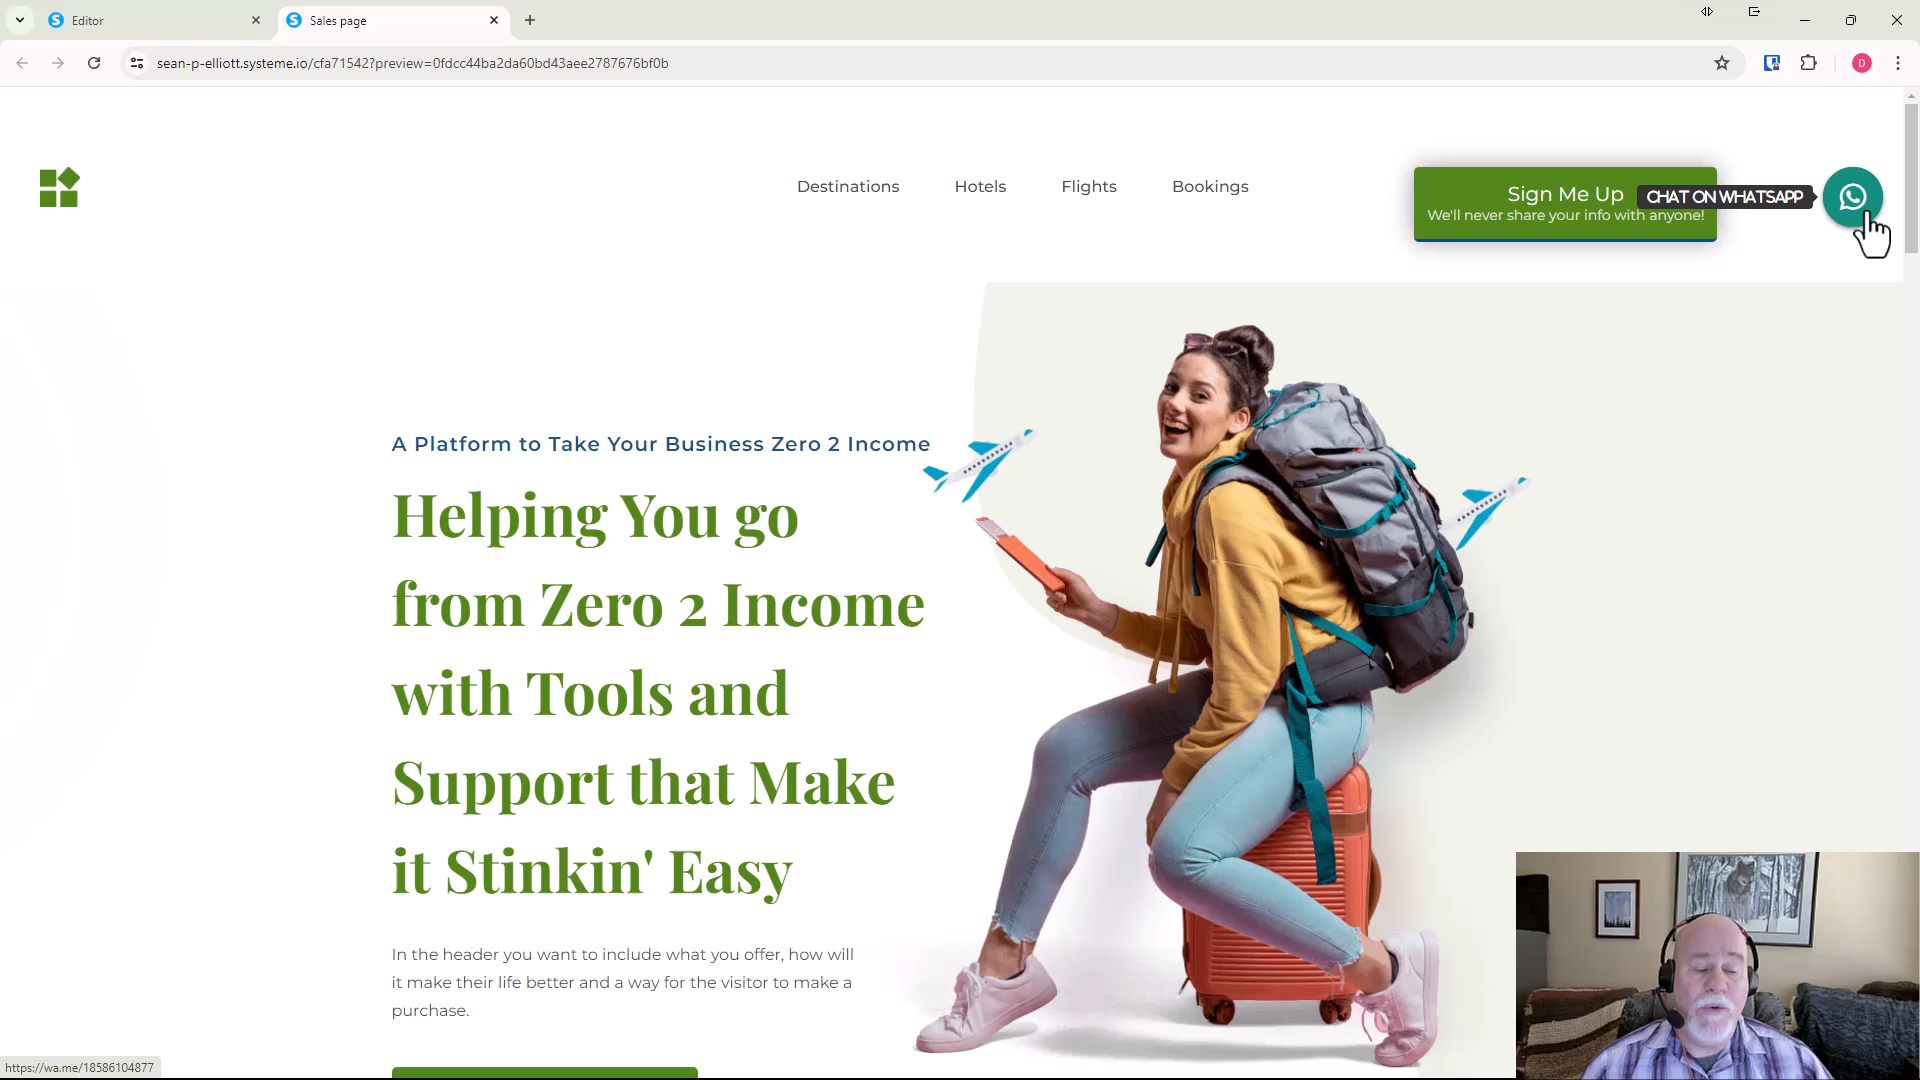 Editor
Sales page
sean-p-elliott.systeme.io/cfa71542?preview=0fdcc44ba2da60bd43aee2787676bf0b
D
Destinations
Hotels
Flights
Bookings
Sign Me Up
We'll never share your info with anyone!
CHAT ON WHATSAPP
A Platform to Take Your Business Zero 2 Income
Helping You go
from Zero 2 Income
with Tools and
Support that Make
it Stinkin' Easy
In the header you want to include what you offer, how will
it make their life better and a way for the visitor to make a
purchase.
https://wa.me/18586104877